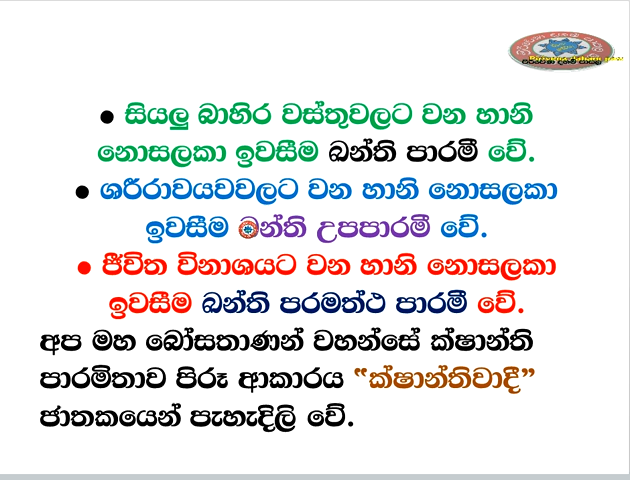 • සියලු බාහිර වස්තුවලට වන හානි
නොසලකා ඉවසීම ඛන්ති පාරමී වේ.
• ශරීරාවයවවලට වන හානි නොසලකා
ඉවසීම ඛන්ති උපපාරමී වේ.
• ජීවිත විනාශයට වන හානි නොසලකා
ඉවසීම ඛන්ති පරමත්ථ පාරමී වේ.
අප මහ බෝසතාණන් වහන්සේ ක්ෂාන්ති
පාරමිතාව පිරූ ආකාරය “ක්ෂාන්තිවාදී”
ජාතකයෙන් පැහැදිලි වේ.